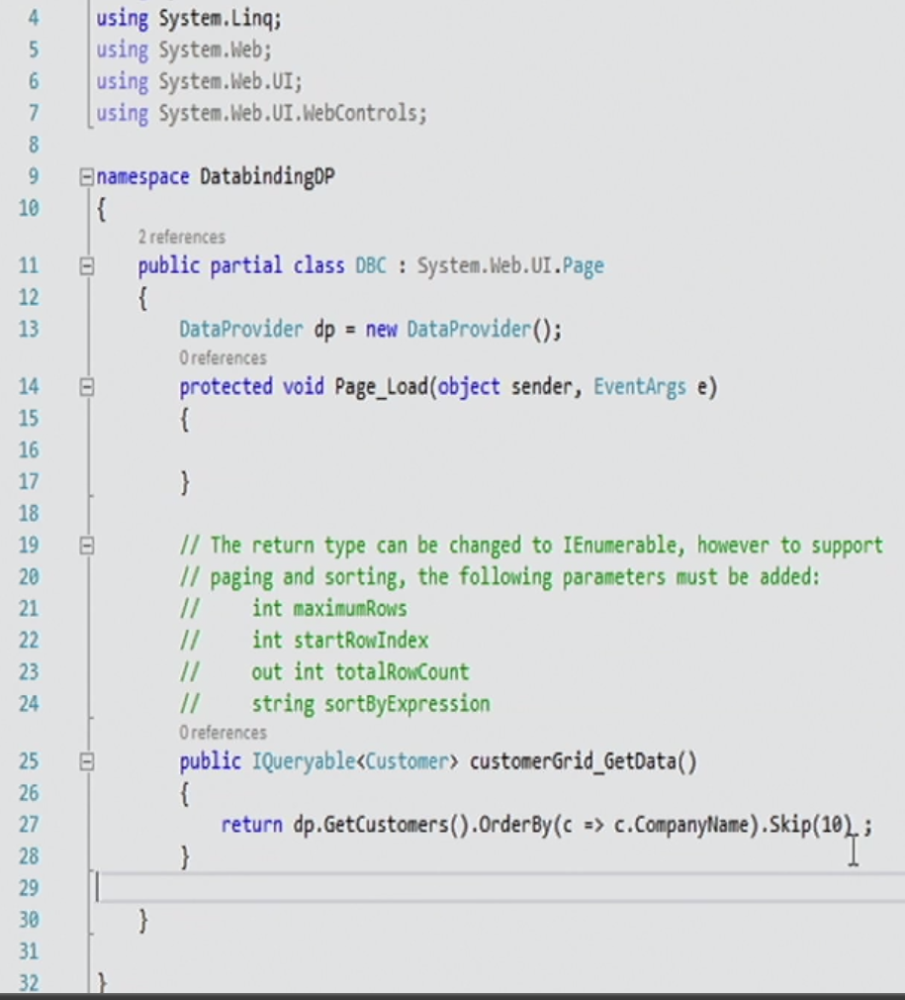 4 using System.Linq;
5 using System.Web;
6 using System.Web.UI;
7 using System.Web.UI.WebControls;
8
9 namespace DatabindingDP
10 {
2 references
11 public partial class DBC : System.Web.UI.Page
12 {
13 DataProvider dp = new DataProvider();
0 references
14 protected void Page_Load(object sender, EventArgs e)
15 {
16
17 }
18
19 // The return type can be changed to IEnumerable, however to support
20 // paging and sorting, the following parameters must be added:
21 // int maximumRows
22 // int startRowIndex
23 // out int totalRowCount
24 // string sortByExpression
0 references
25 public IQueryable<Customer> customerGrid_GetData()
26 {
27 return dp.GetCustomers().OrderBy(c => c.CompanyName).Skip(10) ;
28 }
29
30 }
31
32 }